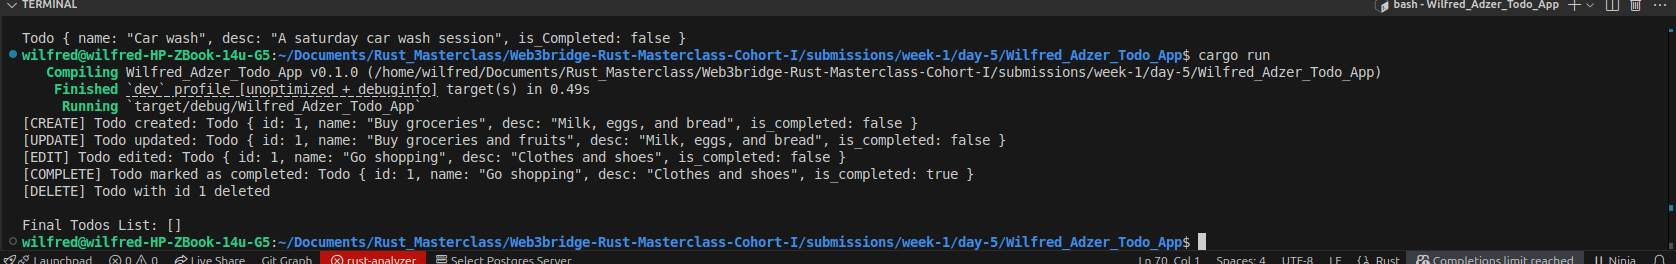 TERMINAL
bash - Wilfred_Adzer_Todo_App
Todo { name: "Car wash", desc: "A saturday car wash session", is_Completed: false }
wilfred@wilfred-HP-ZBook-14u-G5:~/Documents/Rust_Masterclass/Web3bridge-Rust-Masterclass-Cohort-I/submissions/week-1/day-5/Wilfred_Adzer_Todo_App$ cargo run
Compiling Wilfred_Adzer_Todo_App v0.1.0 (/home/wilfred/Documents/Rust_Masterclass/Web3bridge-Rust-Masterclass-Cohort-I/submissions/week-1/day-5/Wilfred_Adzer_Todo_App)
Finished `dev` profile [unoptimized + debuginfo] target(s) in 0.49s
Running `target/debug/Wilfred_Adzer_Todo_App`
[CREATE] Todo created: Todo { id: 1, name: "Buy groceries", desc: "Milk, eggs, and bread", is_completed: false }
[UPDATE] Todo updated: Todo { id: 1, name: "Buy groceries and fruits", desc: "Milk, eggs, and bread", is_completed: false }
[EDIT] Todo edited: Todo { id: 1, name: "Go shopping", desc: "Clothes and shoes", is_completed: false }
[COMPLETE] Todo marked as completed: Todo { id: 1, name: "Go shopping", desc: "Clothes and shoes", is_completed: true }
[DELETE] Todo with id 1 deleted
Final Todos List: []
wilfred@wilfred-HP-ZBook-14u-G5:~/Documents/Rust_Masterclass/Web3bridge-Rust-Masterclass-Cohort-I/submissions/week-1/day-5/Wilfred_Adzer_Todo_App$
Launchpad 0 0 Live Share Git Graph rust-analyzer Select Postgres Server Ln 70, Col 1 Spaces: 4 UTF-8 LF {} Rust Completions limit reached Ninja